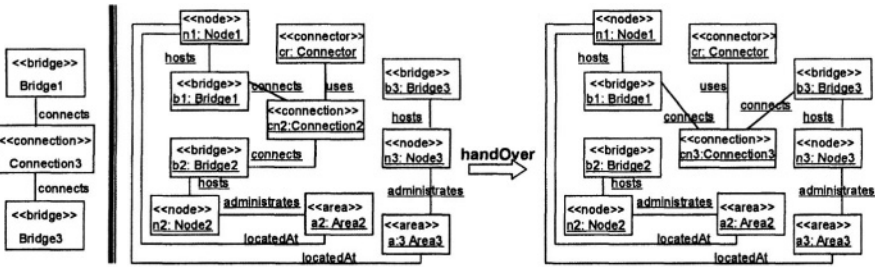 <<bridge>>
Bridge1
connects
<<connection>>
Connection3
connects
<<bridge>>
Bridge3
<<node>>
n1: Node1
hosts
<<bridge>>
b1: Bridge1
connects
<<connector>>
cr: Connector
uses
<<connection>>
cn2:Connection2
<<bridge>>
b2: Bridge2
connects
hosts
<<node>>
n2: Node2
administrates
<<area>>
a2: Area2
locatedAt
<<bridge>>
b3: Bridge3
hosts
<<node>>
n3: Node3
administrates
<<area>>
a:3 Area3
locatedAt
handOver
<<node>>
n1: Node1
hosts
<<bridge>>
b1: Bridge1
connects
<<connector>>
cr: Connector
uses
connects
<<connection>>
cn3:Connection3
<<bridge>>
b3: Bridge3
hosts
<<node>>
n3: Node3
administrates
<<bridge>>
b2: Bridge2
hosts
<<node>>
n2: Node2
administrates
<<area>>
a2: Area2
locatedAt
<<area>>
a3: Area3
locatedAt